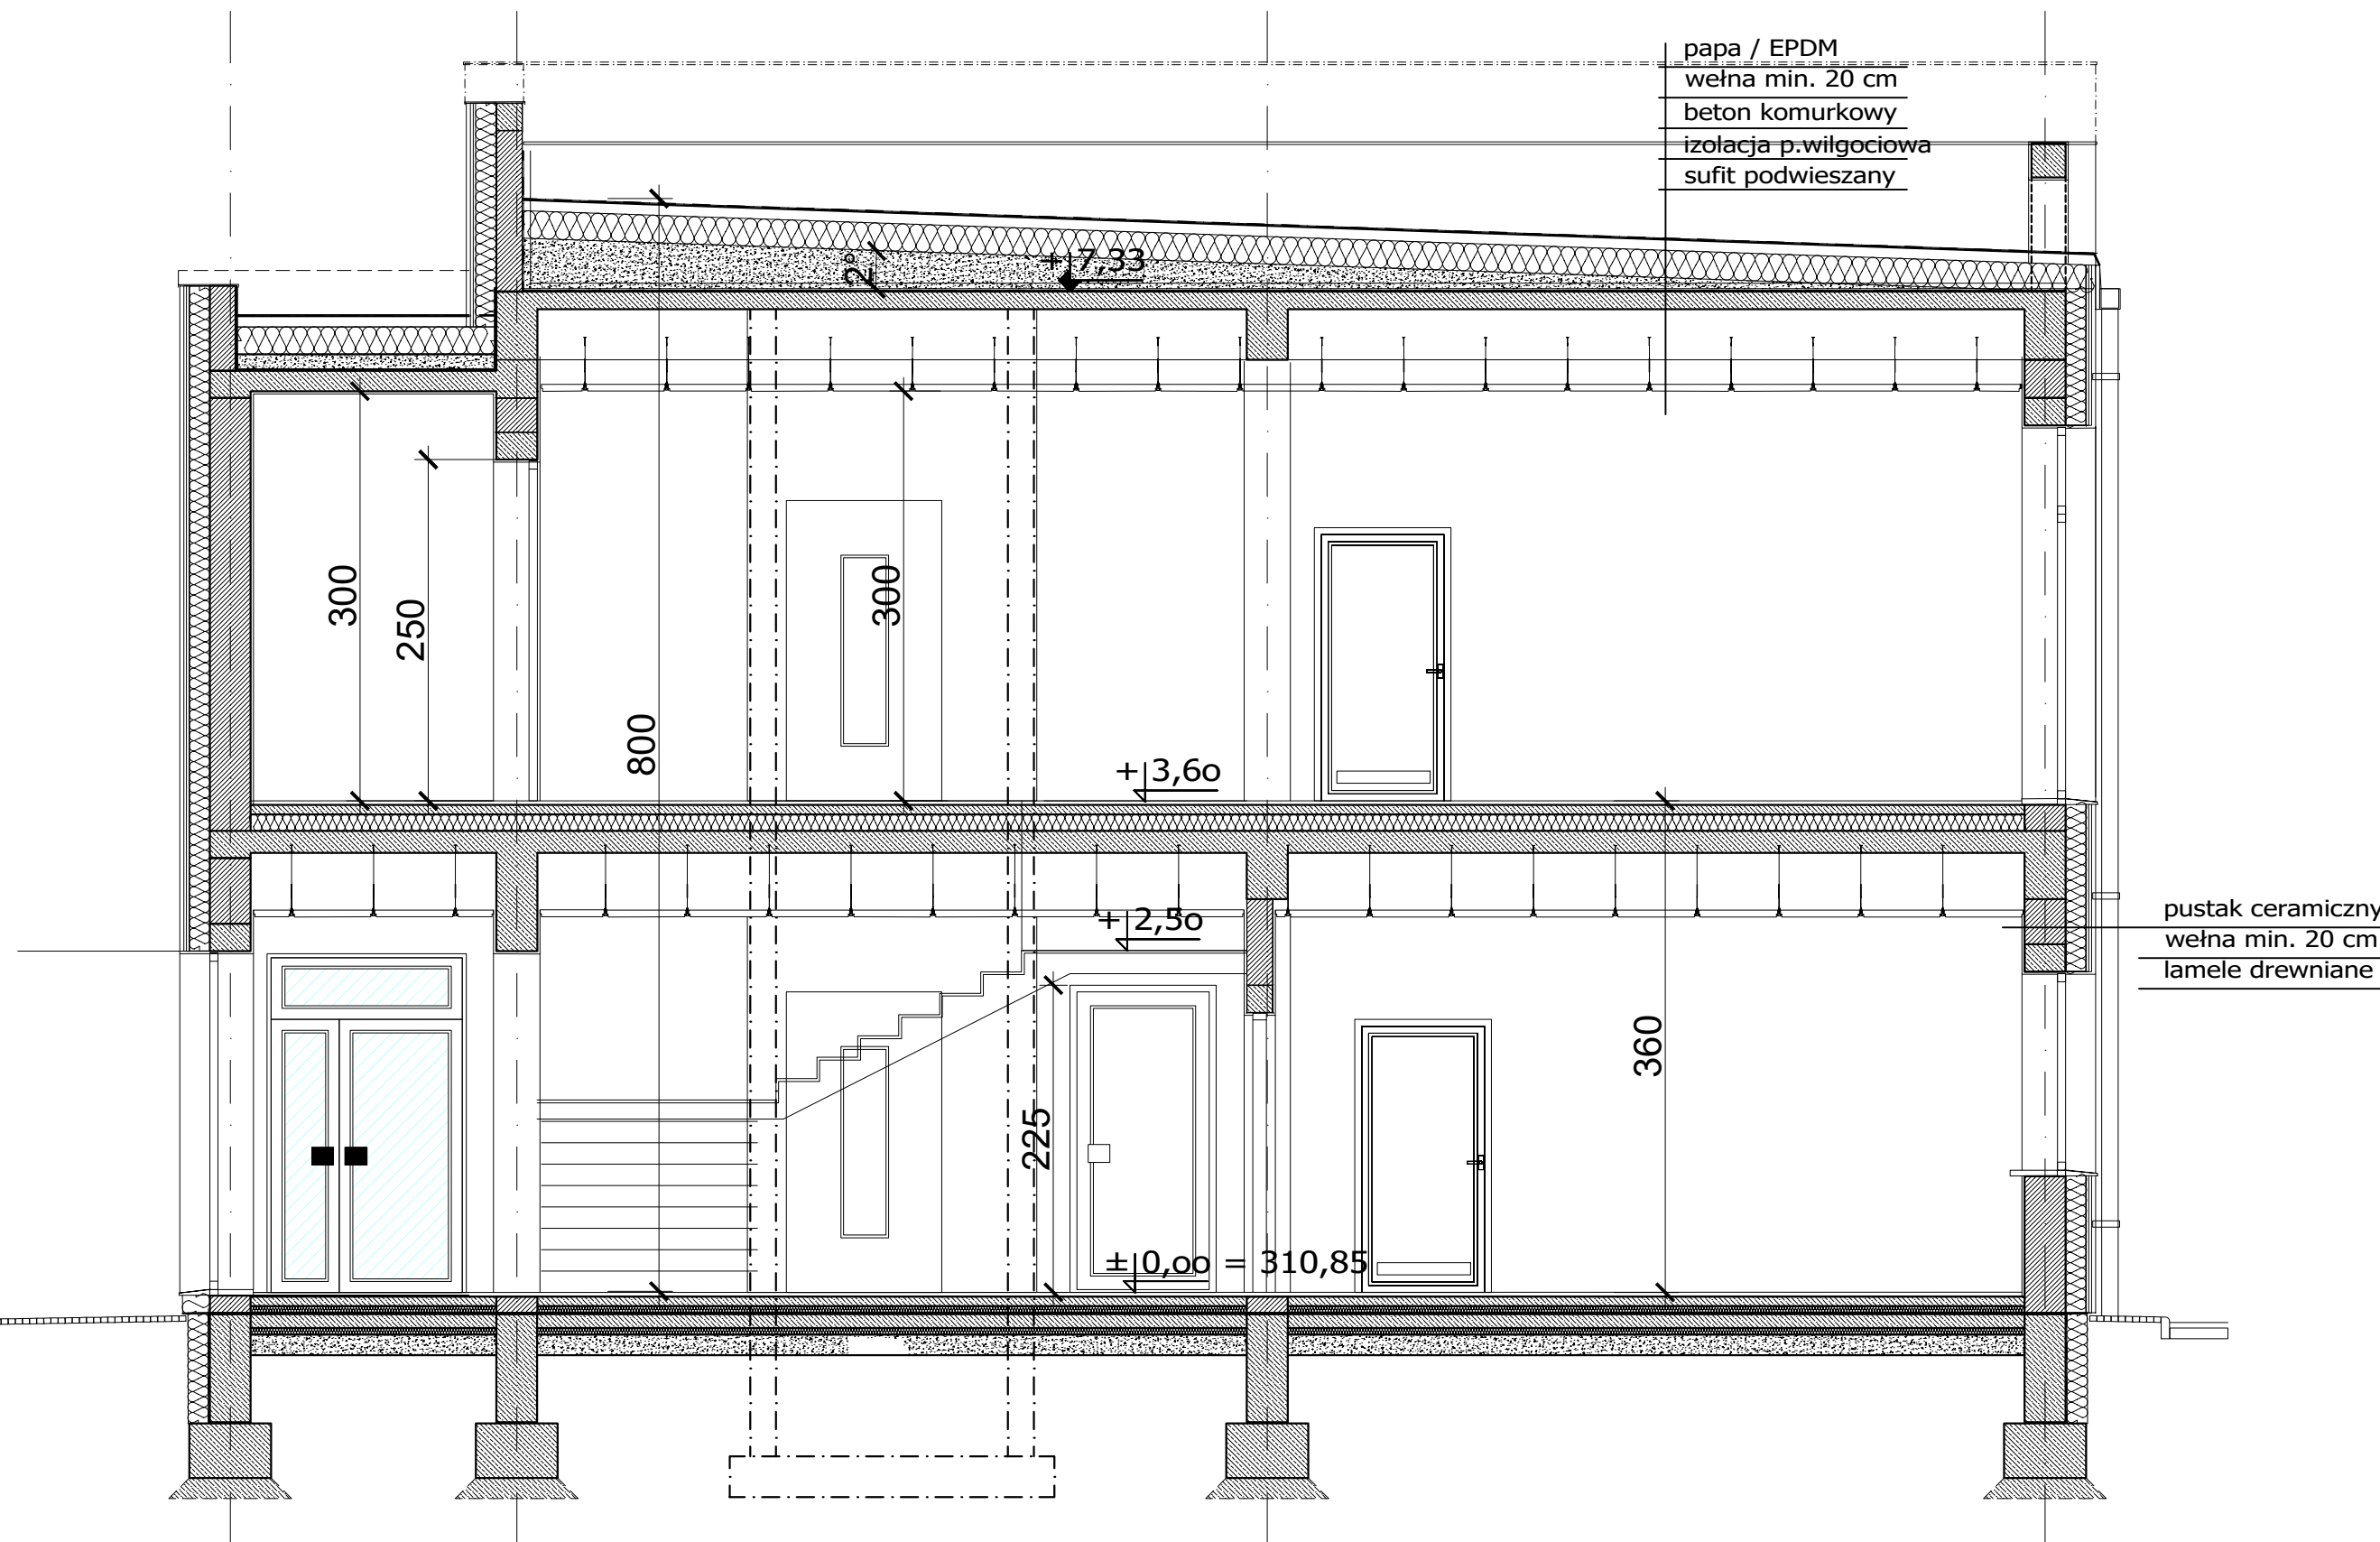 papa / EPDM
wełna min. 20 cm
beton komurkowy
izolacja p.wilgociowa
sufit podwieszany
2°
+7,33
300
250
300
800
+3,6o
+2,5o
pustak ceramiczny
wełna min. 20 cm
lamele drewniane
360
225
±0,oo = 310,85